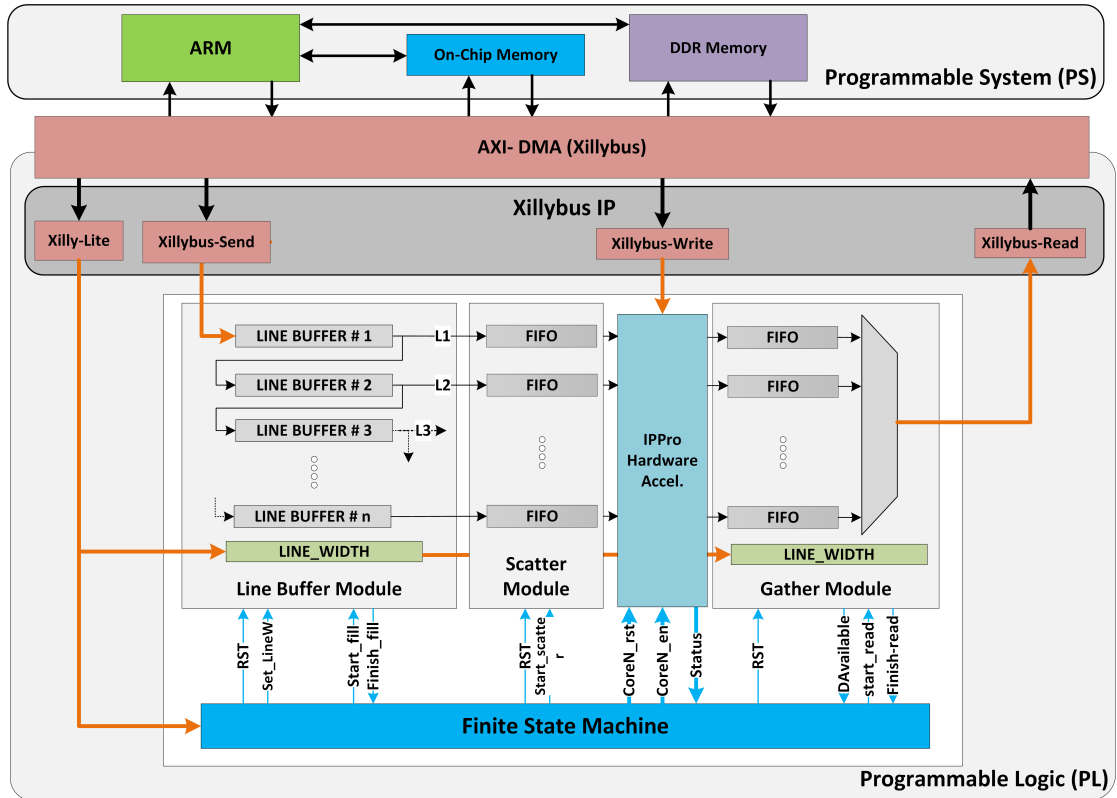 ARM
On-Chip Memory
DDR Memory
Programmable System (PS)
AXI- DMA (Xillybus)
Xillybus IP
Xilly-Lite
Xillybus-Send
Xillybus-Write
Xillybus-Read
LINE BUFFER # 1
L1
FIFO
FIFO
LINE BUFFER # 2
L2
FIFO
FIFO
LINE BUFFER # 3
L3
IPPro
Hardware
Accel.
LINE BUFFER # n
FIFO
FIFO
LINE_WIDTH
LINE_WIDTH
Line Buffer Module
Scatter
Module
Gather Module
RST
Set_LineW
Start_fill
Finish_fill
RST
Start_scatte
r
CoreN_rst
CoreN_en
Status
RST
DAvailable
start_read
Finish-read
Finite State Machine
Programmable Logic (PL)